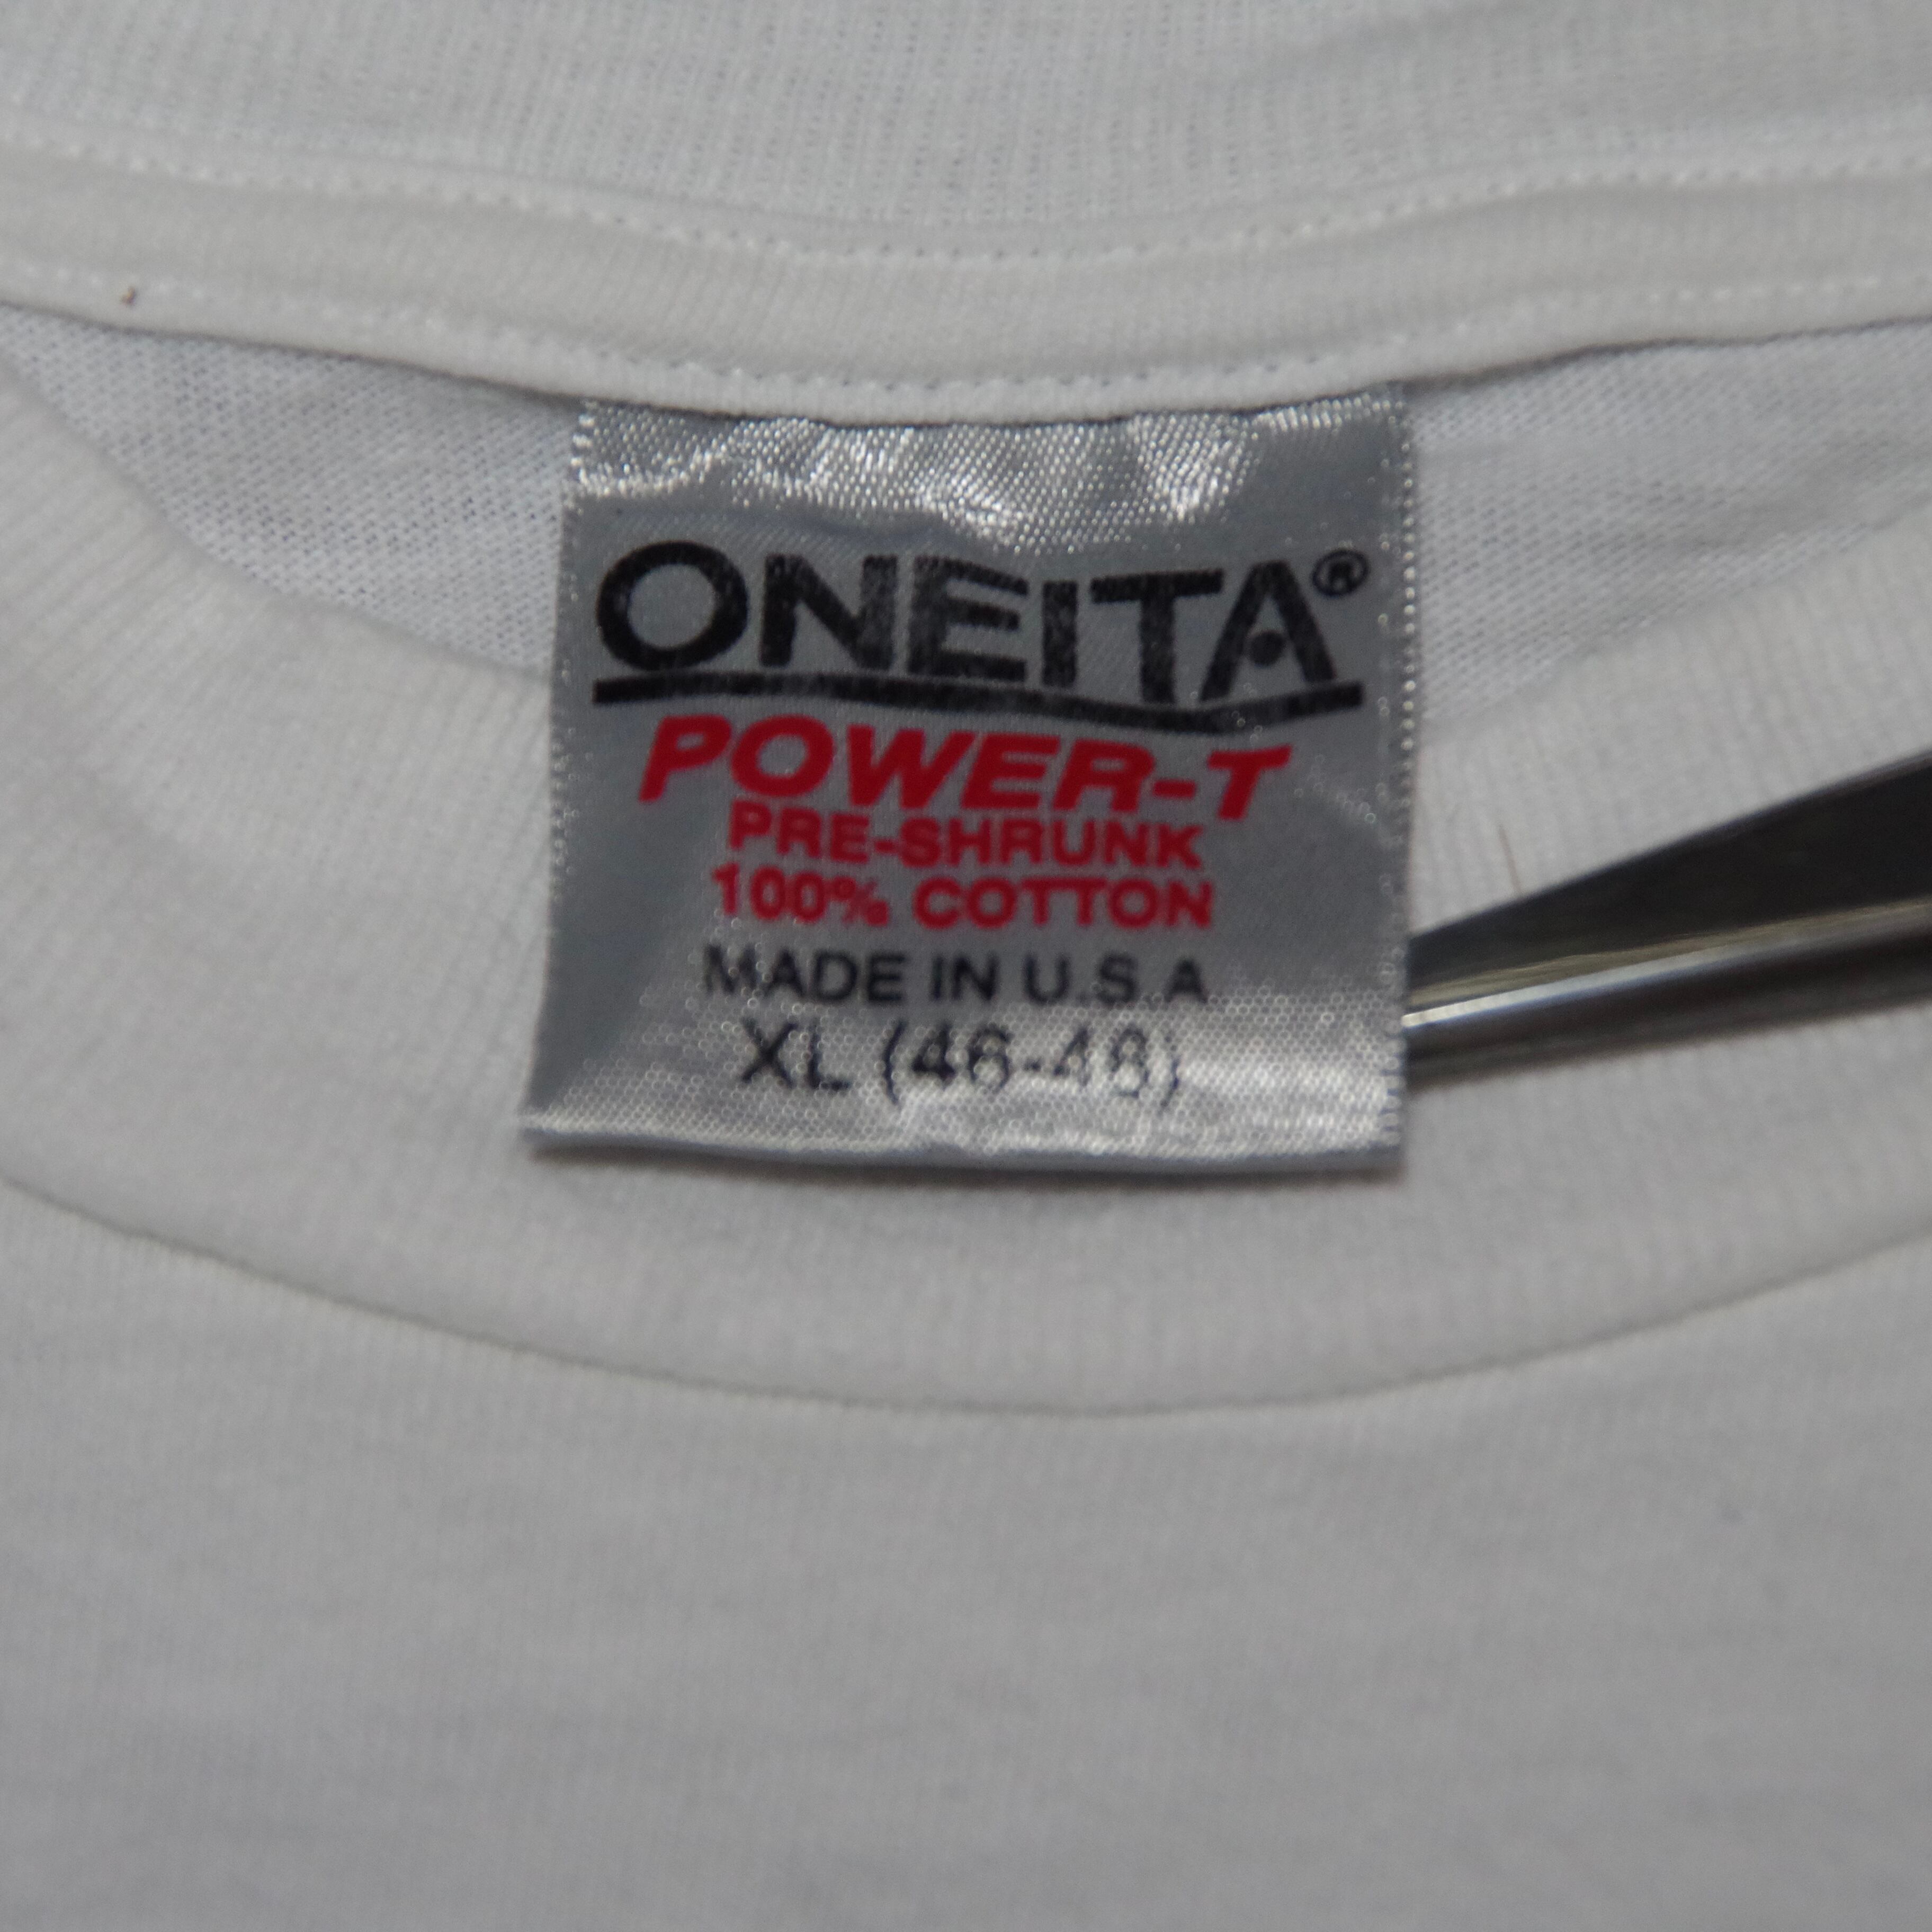 ONEITA®
POWER-T
PRE-SHRUNK
100% COTTON
MADE IN U.S.A
XL (46-48)